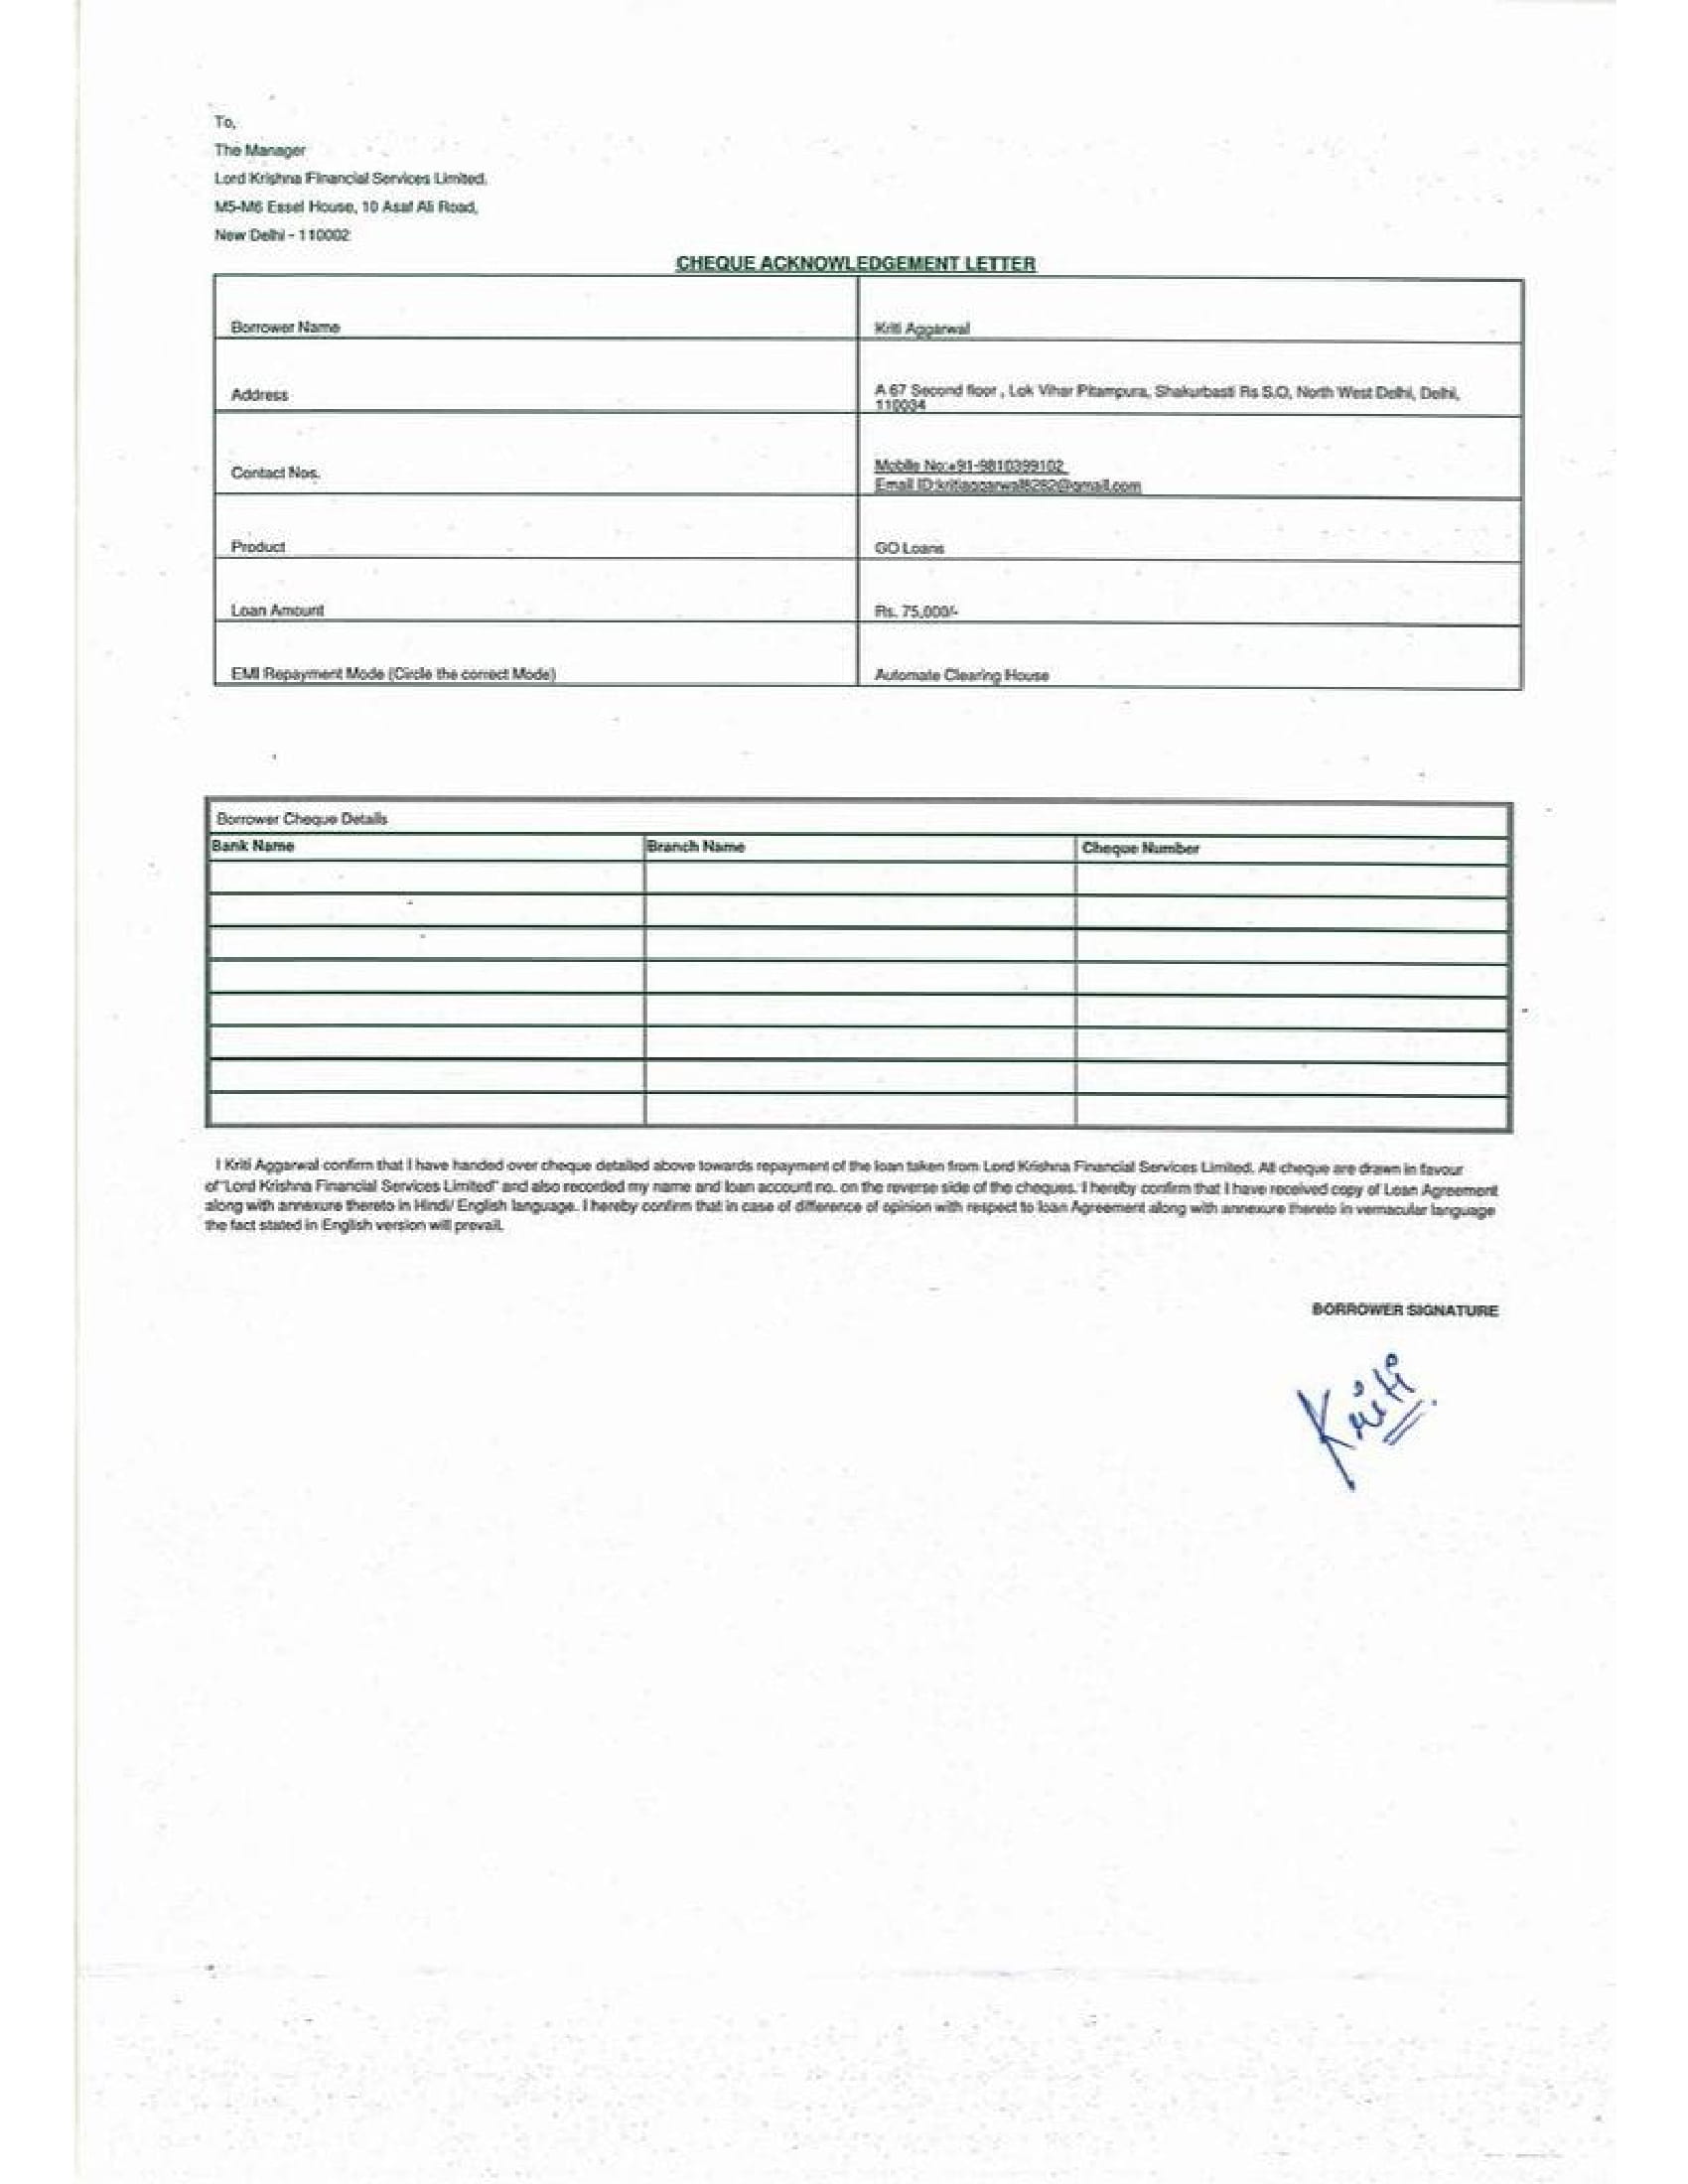 To,
The Manager
Lord Krishna Financial Services Limited,
M5-M6 Essel House, 10 Asaf Ali Road,
New Delhi - 110002
CHEQUE ACKNOWLEDGEMENT LETTER
Borrower Name Kriti Aggarwal
Address A 67 Second floor , Lok Vihar Pitampura, Shakurbasti Rs S.O, North West Delhi, Delhi,
110034
Contact Nos. Mobile No:+91-9810399102
Email ID:kritiaggarwal8282@gmail.com
Product GO Loans
Loan Amount Rs. 75,000/-
EMI Repayment Mode (Circle the correct Mode) Automate Clearing House
Borrower Cheque Details
Bank Name Branch Name Cheque Number
I Kriti Aggarwal confirm that I have handed over cheque detailed above towards repayment of the loan taken from Lord Krishna Financial Services Limited. All cheque are drawn in favour
of"Lord Krishna Financial Services Limited" and also recorded my name and loan account no. on the reverse side of the cheques. I hereby confirm that I have received copy of Loan Agreement
along with annexure thereto in Hindi/ English language. I hereby confirm that in case of difference of opinion with respect to loan Agreement along with annexure thereto in vernacular language
the fact stated in English version will prevail.
BORROWER SIGNATURE
Kriti